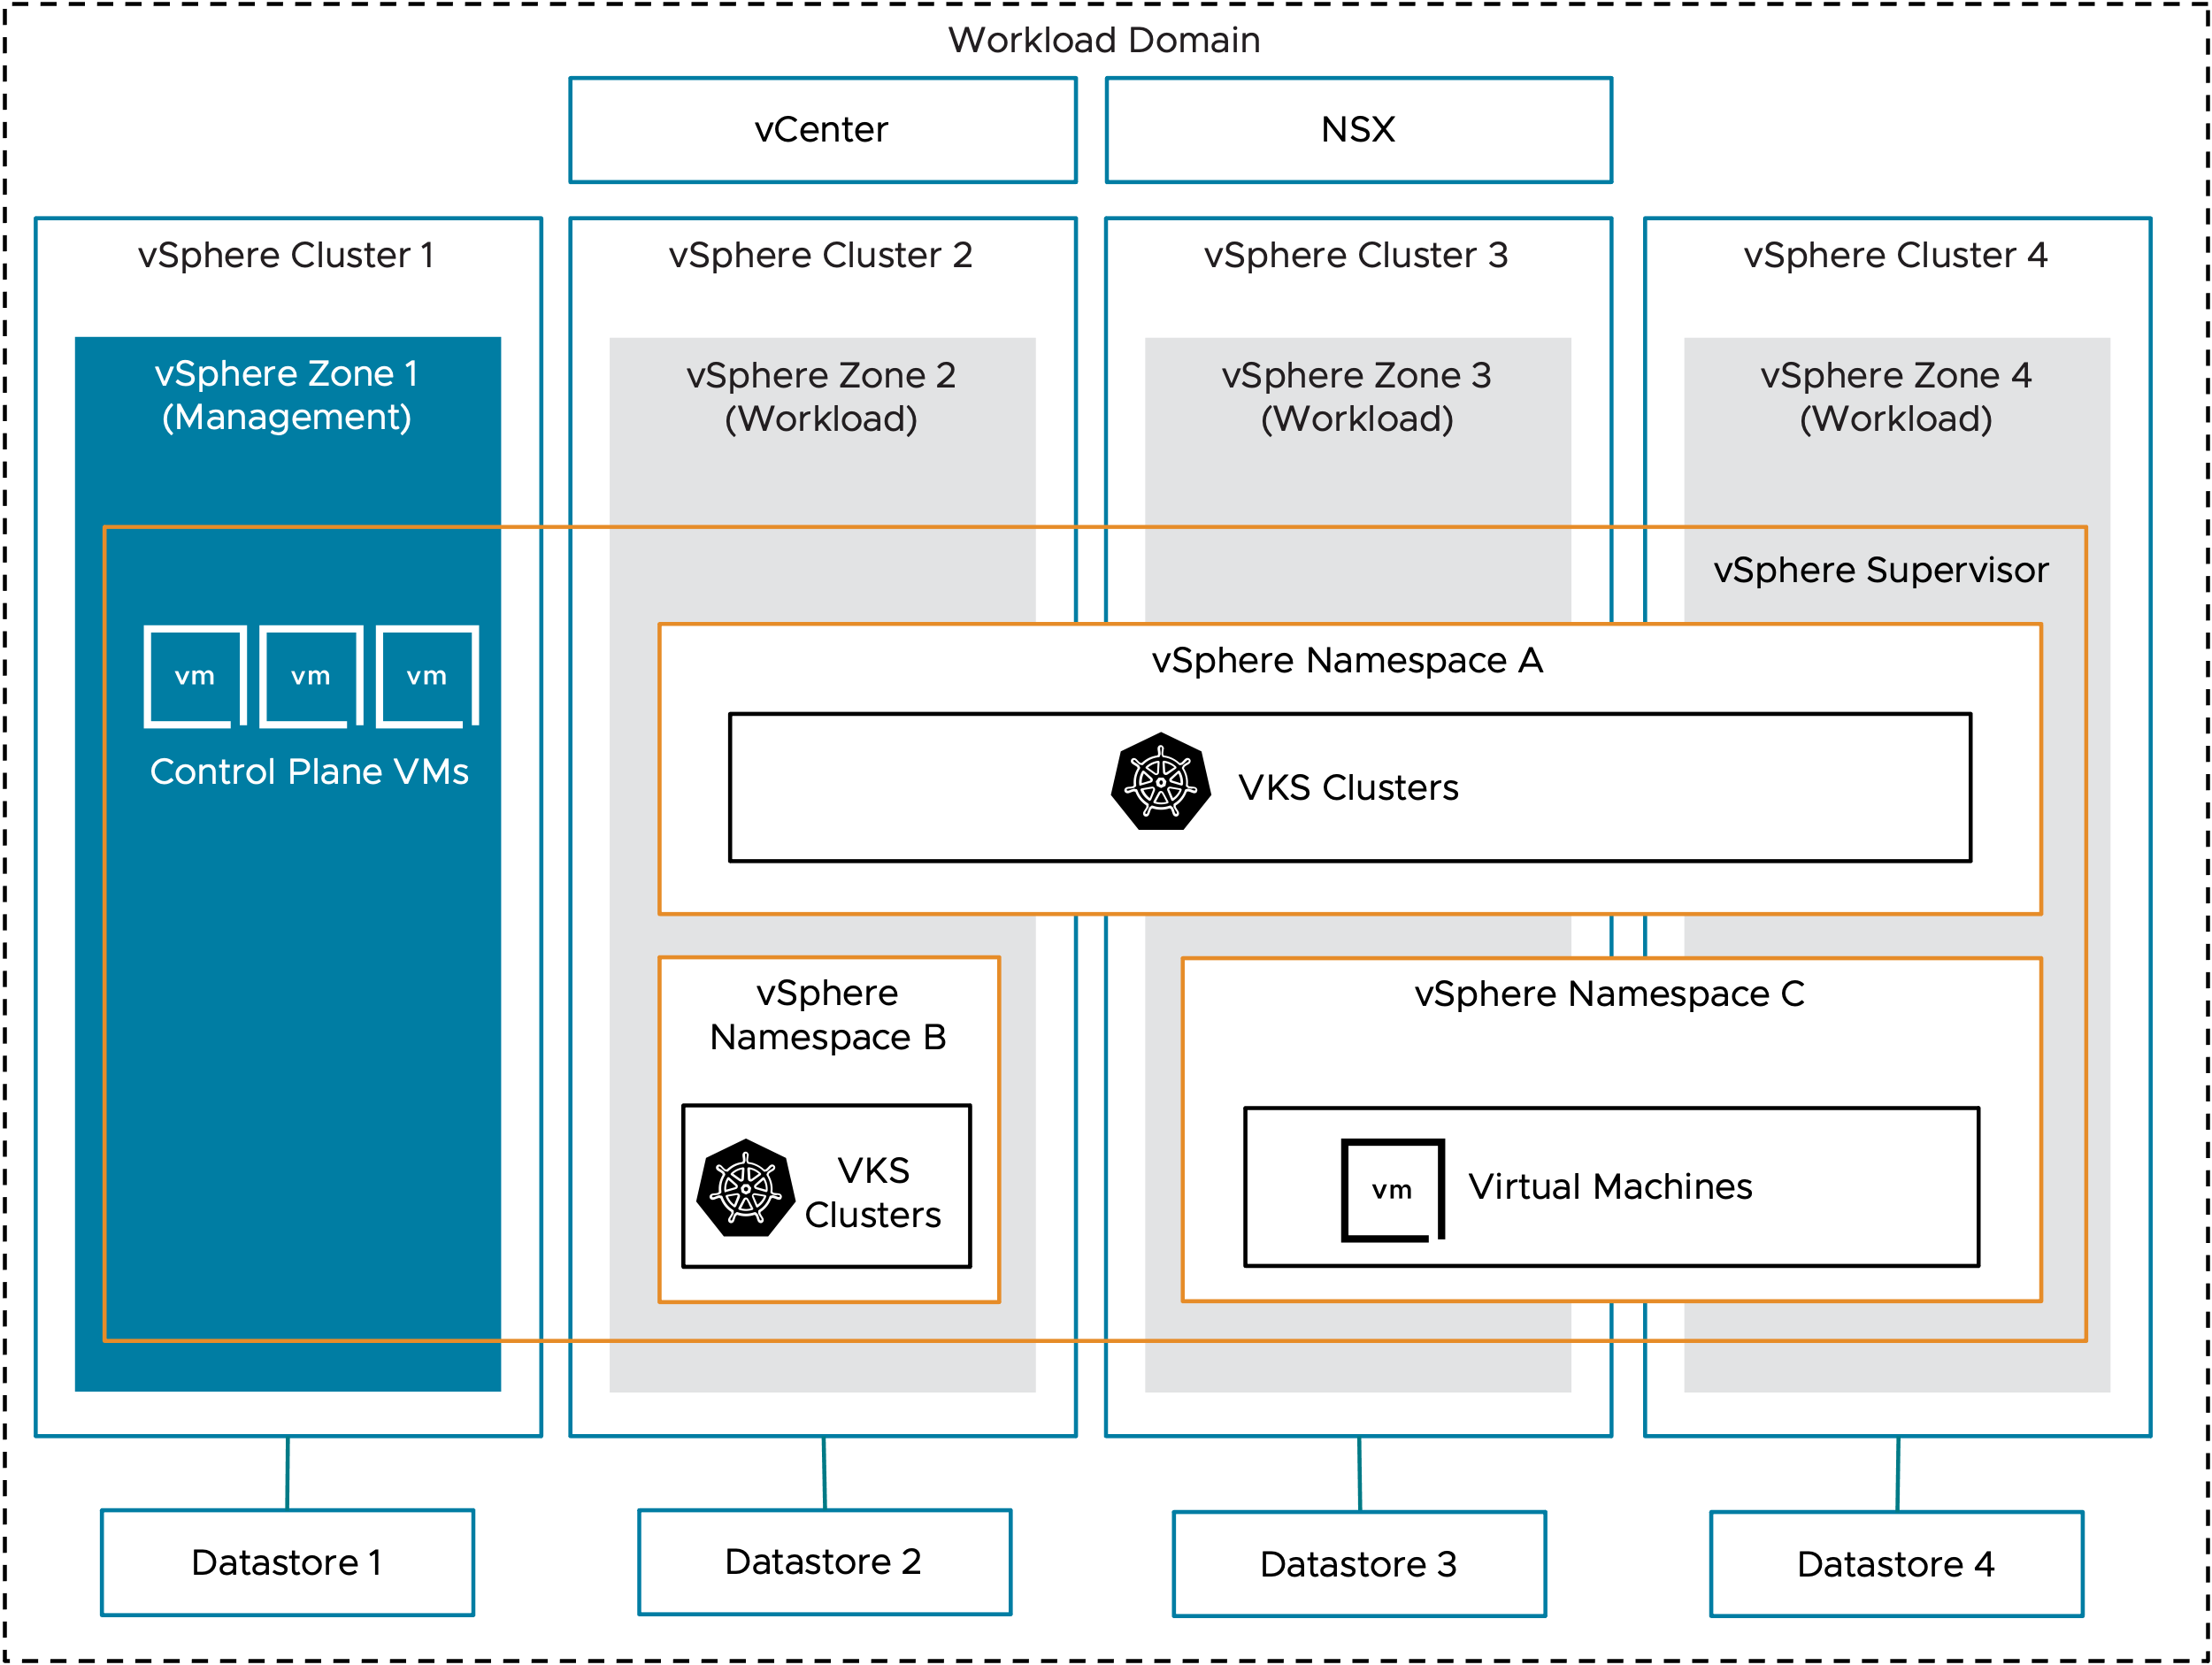 Workload Domain
vCenter
NSX
vSphere Cluster 1
vSphere Cluster 2
vSphere Cluster 3
vSphere Cluster 4
vSphere Zone 1
(Management)
vSphere Zone 2
(Workload)
vSphere Zone 3
(Workload)
vSphere Zone 4
(Workload)
vSphere Supervisor
vm
vm
vm
Control Plane VMs
vSphere Namespace A
VKS Clusters
vSphere
Namespace B
VKS
Clusters
vSphere Namespace C
vm
Virtual Machines
Datastore 1
Datastore 2
Datastore 3
Datastore 4